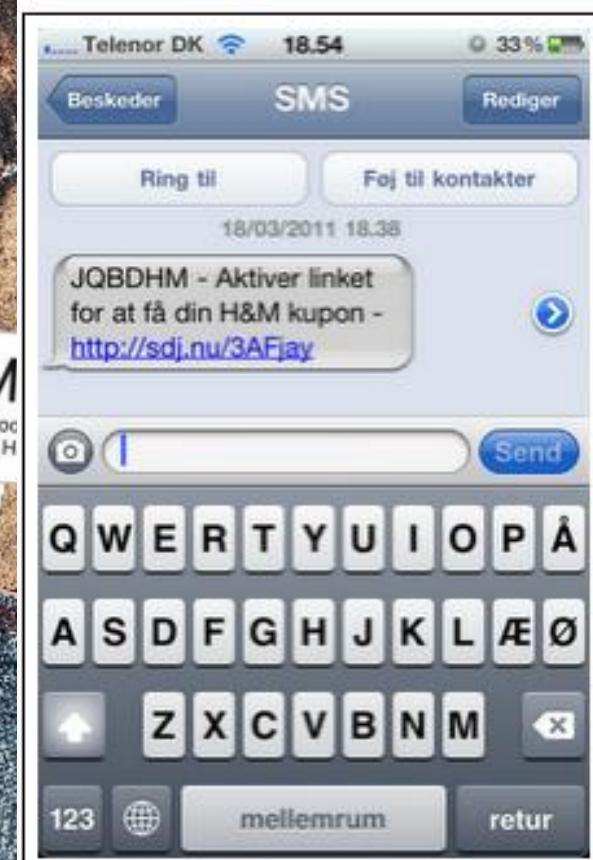 Telenor DK 18.54 33%
Beskeder SMS Rediger
Ring til Føj til kontakter
18/03/2011 18.38
JQBDHM - Aktiver linket
for at få din H&M kupon -
http://sdj.nu/3AFjay
Send
Q W E R T Y U I O P Å
A S D F G H J K L Æ Ø
Z X C V B N M
123 mellemrum retur